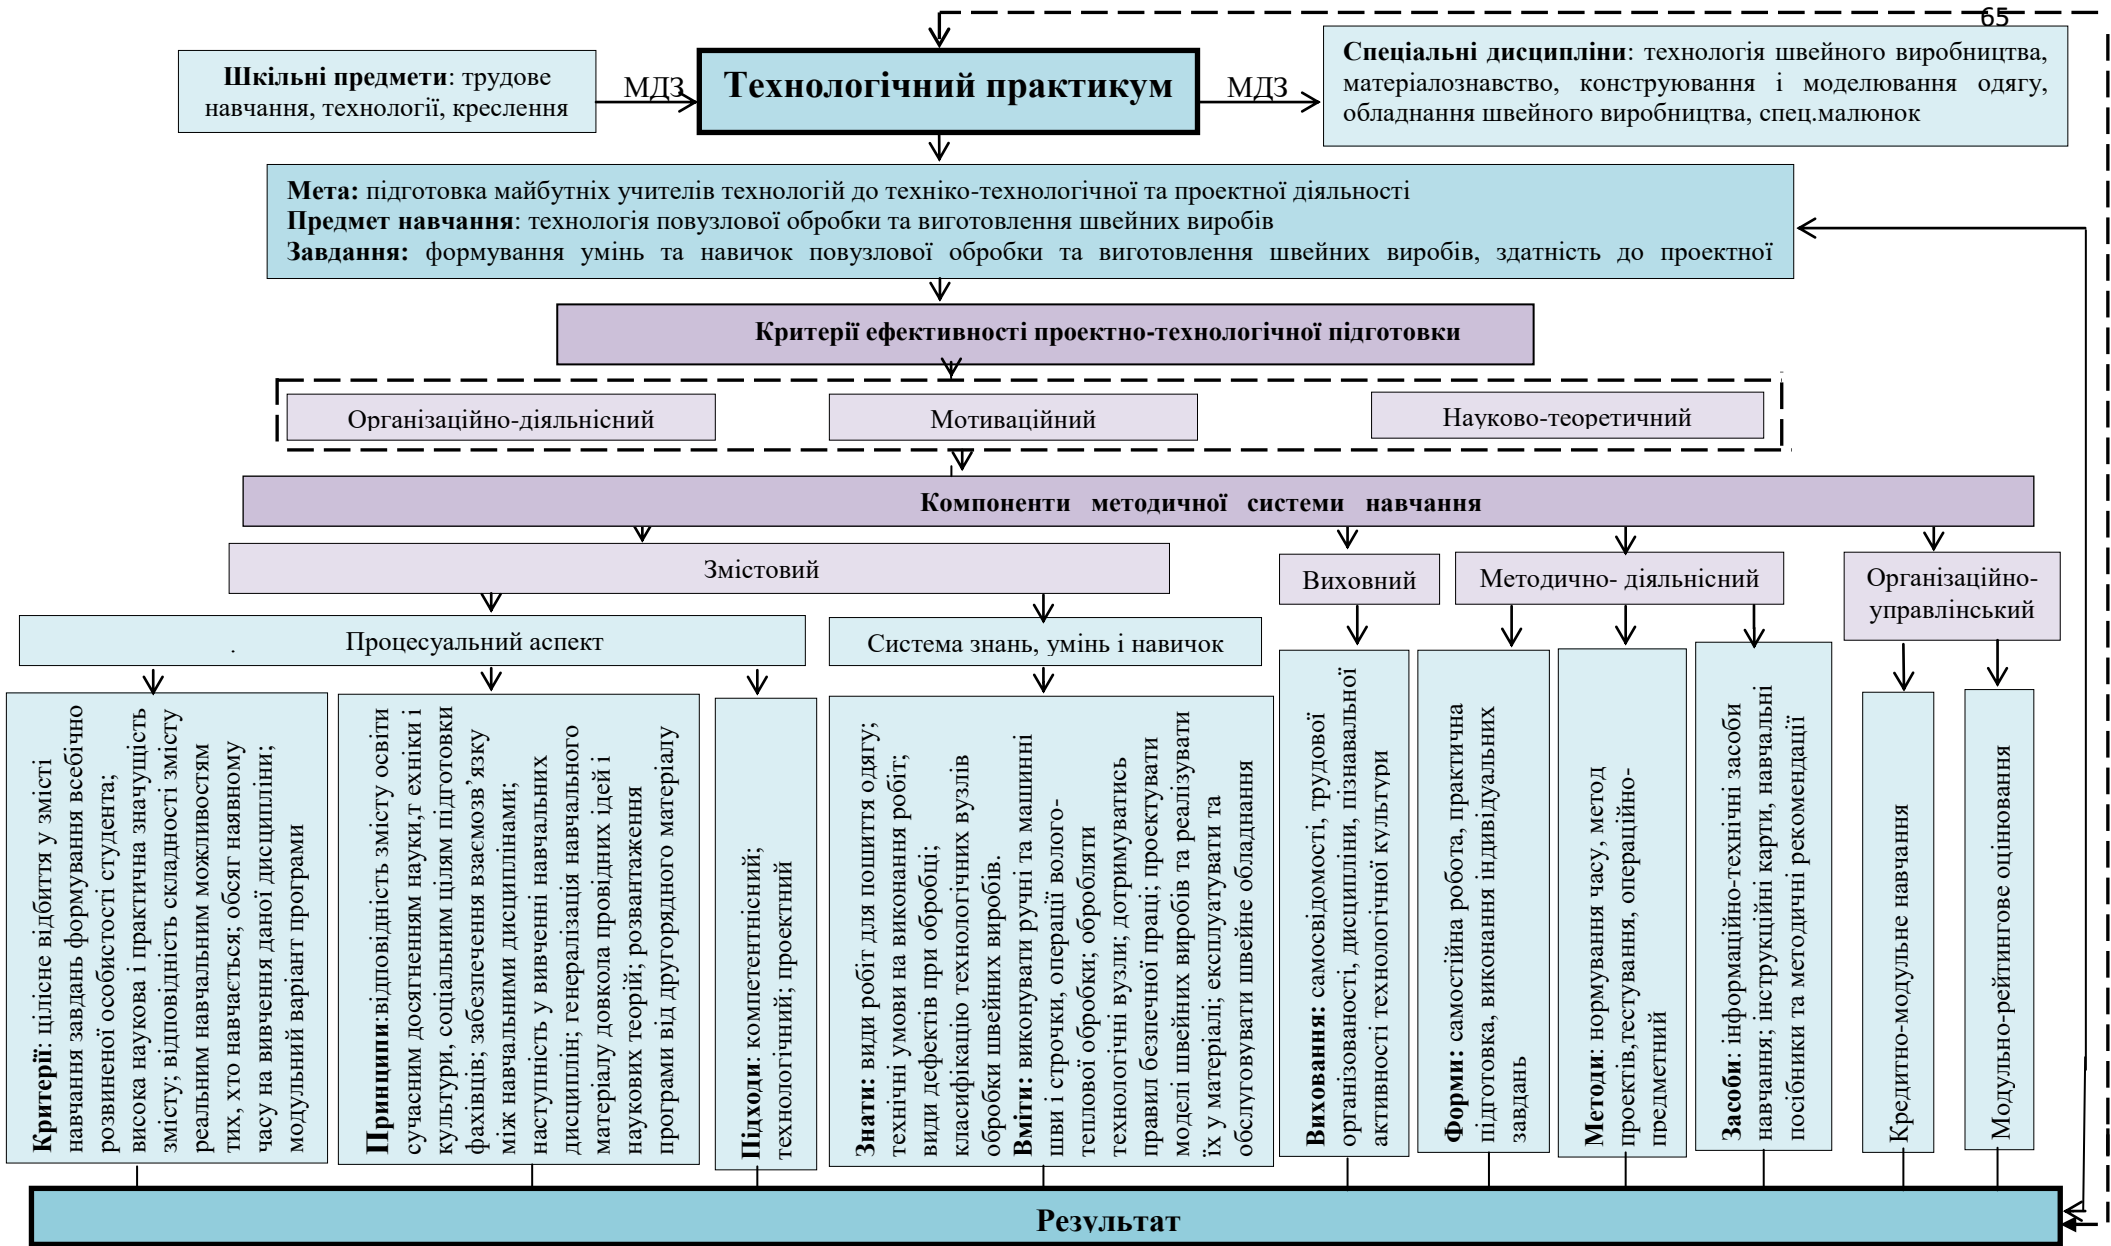 65
Шкільні предмети: трудове
навчання, технології, креслення
МДЗ
Технологічний практикум
МДЗ
Спеціальні дисципліни: технологія швейного виробництва,
матеріалознавство, конструювання і моделювання одягу,
обладнання швейного виробництва, спец.малюнок
Мета: підготовка майбутніх учителів технологій до техніко-технологічної та проектної діяльності
Предмет навчання: технологія повузлової обробки та виготовлення швейних виробів
Завдання: формування умінь та навичок повузлової обробки та виготовлення швейних виробів, здатність до проектної
Критерії ефективності проектно-технологічної підготовки
Організаційно-діяльнісний
Мотиваційний
Науково-теоретичний
Компоненти методичної системи навчання
Змістовий
Виховний
Методично- діяльнісний
Організаційно-
управлінський
. Процесуальний аспект
Система знань, умінь і навичок
Критерії: цілісне відбиття у змісті
навчання завдань формування всебічно
розвиненої особистості студента;
висока наукова і практична значущість
змісту; відповідність складності змісту
реальним навчальним можливостям
тих, хто навчається; обсяг наявному
часу на вивчення даної дисципліни;
модульний варіант програми
Принципи:відповідність змісту освіти
сучасним досягненням науки,т ехніки і
культури, соціальним цілям підготовки
фахівців; забезпечення взаємозв’язку
між навчальними дисциплінами;
наступність у вивченні навчальних
дисциплін; генералізація навчального
матеріалу довкола провідних ідей і
наукових теорій; розвантаження
програми від другорядного матеріалу
Підходи: компетентнісний;
технологічний; проектний
Знати: види робіт для пошиття одягу;
технічні умови на виконання робіт;
види дефектів при обробці;
класифікацію технологічних вузлів
обробки швейних виробів.
Вміти: виконувати ручні та машинні
шви і строчки, операції волого-
теплової обробки; обробляти
технологічні вузли; дотримуватись
правил безпечної праці; проектувати
моделі швейних виробів та реалізувати
їх у матеріалі; експлуатувати та
обслуговувати швейне обладнання
Виховання: самосвідомості, трудової
організованості, дисципліни, пізнавальної
активності технологічної культури
Форми: самостійна робота, практична
підготовка, виконання індивідуальних
завдань
Методи: нормування часу, метод
проектів,тестування, операційно-
предметний
Засоби: інформаційно-технічні засоби
навчання; інструкційні карти, навчальні
посібники та методичні рекомендації
Кредитно-модульне навчання
Модульно-рейтингове оцінювання
Результат